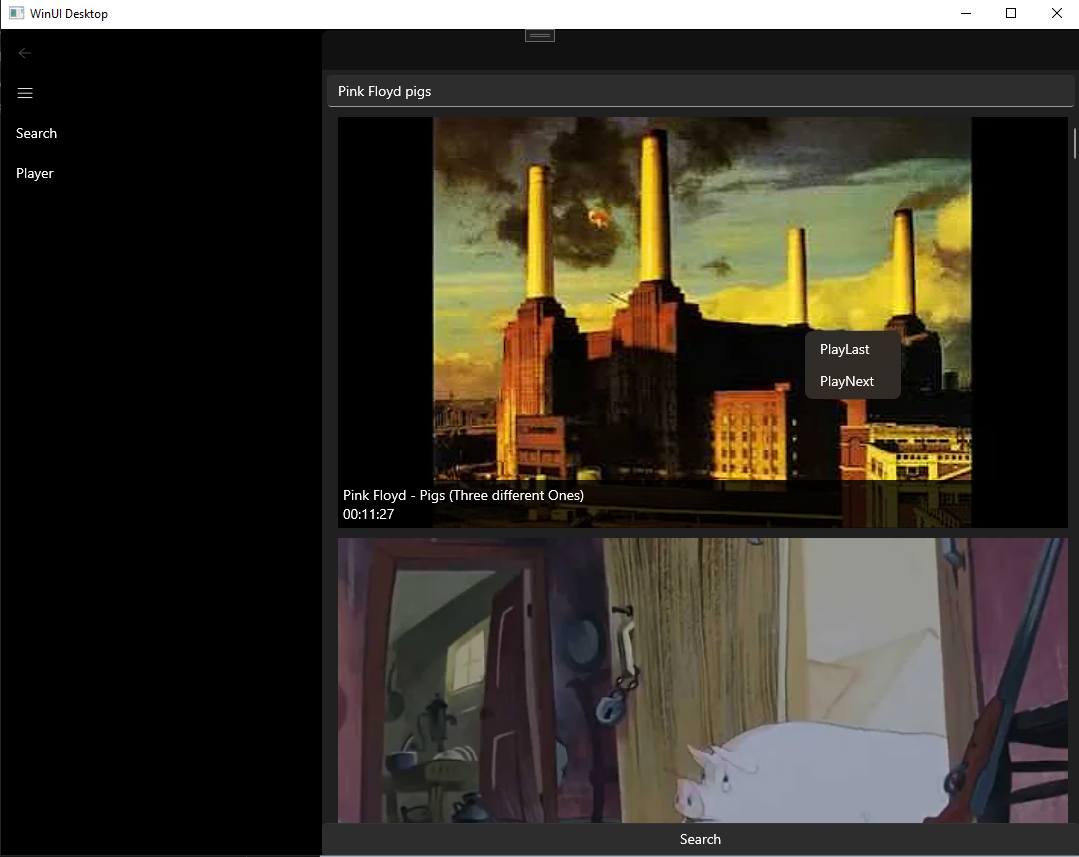 WinUI Desktop
Search
Player
Pink Floyd pigs
PlayLast
PlayNext
Pink Floyd - Pigs (Three different Ones)
00:11:27
Search